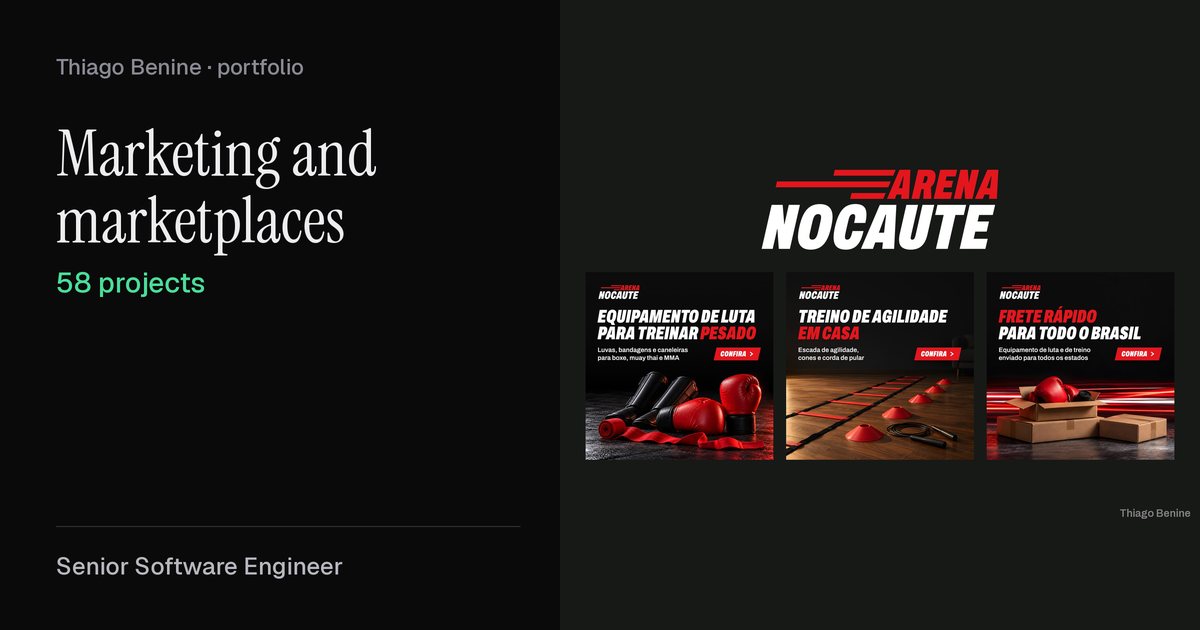 Thiago Benine · portfolio
Marketing and
marketplaces
58 projects
Senior Software Engineer
ARENA
NOCAUTE
ARENA
NOCAUTE
EQUIPAMENTO DE LUTA
PARA TREINAR PESADO
Luvas, bandagens e caneleiras
para boxe, muay thai e MMA
CONFIRA >
ARENA
NOCAUTE
TREINO DE AGILIDADE
EM CASA
Escada de agilidade,
cones e corda de pular
CONFIRA >
ARENA
NOCAUTE
FRETE RÁPIDO
PARA TODO O BRASIL
Equipamento de luta e de treino
enviado para todos os estados
CONFIRA >
Thiago Benine